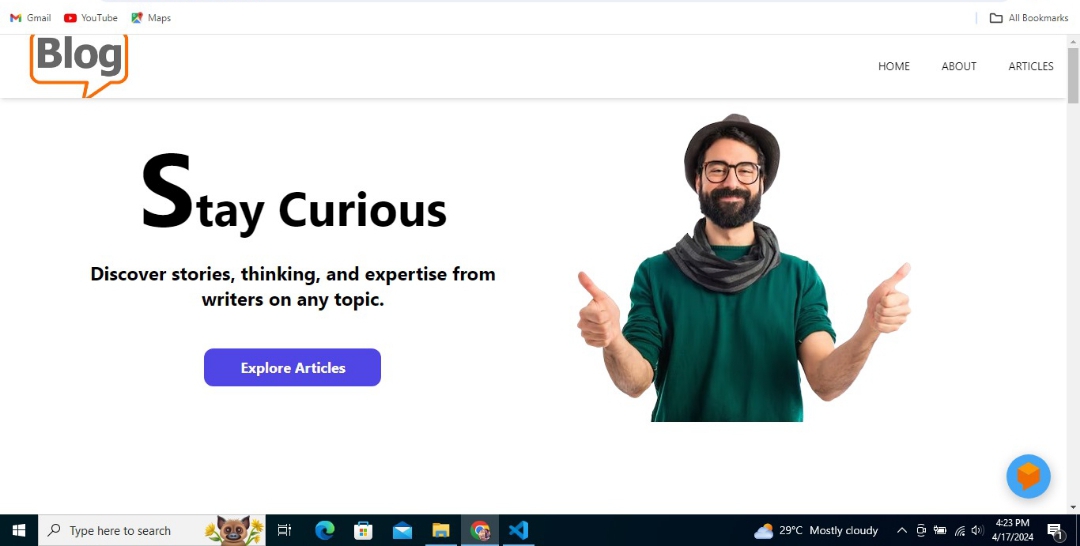 Gmail YouTube Maps All Bookmarks
Blog
HOME ABOUT ARTICLES
Stay Curious
Discover stories, thinking, and expertise from
writers on any topic.
Explore Articles
Type here to search
29°C Mostly cloudy
4:23 PM
4/17/2024
1